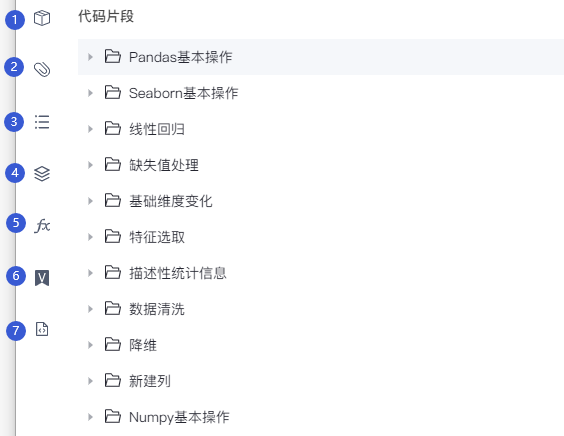 代码片段
1
Pandas基本操作
2
Seaborn基本操作
3
线性回归
4
缺失值处理
基础维度变化
5
fx
特征选取
6
V
描述性统计信息
数据清洗
7
降维
新建列
Numpy基本操作